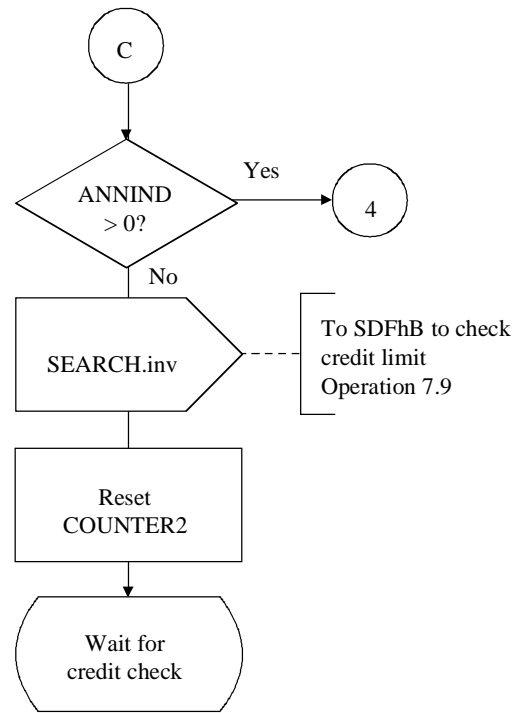 C
ANNIND
> 0?
Yes
4
No
SEARCH.inv
To SDFhB to check
credit limit
Operation 7.9
Reset
COUNTER2
Wait for
credit check